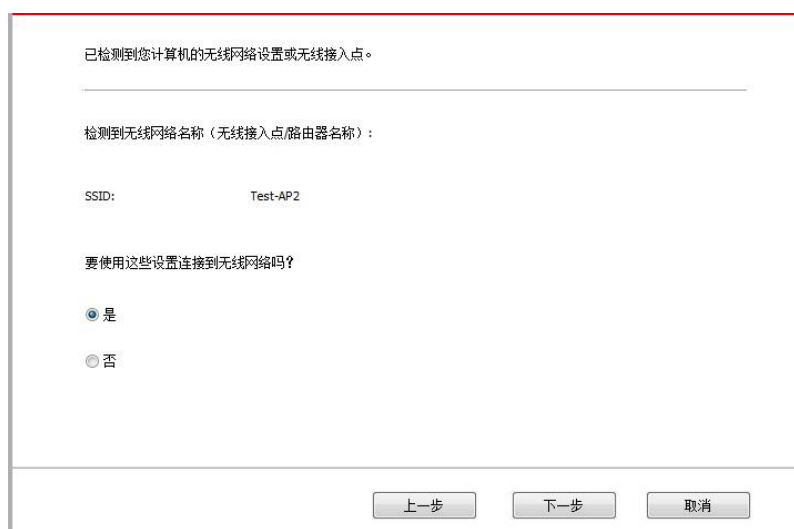 已检测到您计算机的无线网络设置或无线接入点。
检测到无线网络名称（无线接入点/路由器名称）:
SSID: Test-AP2
要使用这些设置连接到无线网络吗?
是
否
上一步 下一步 取消